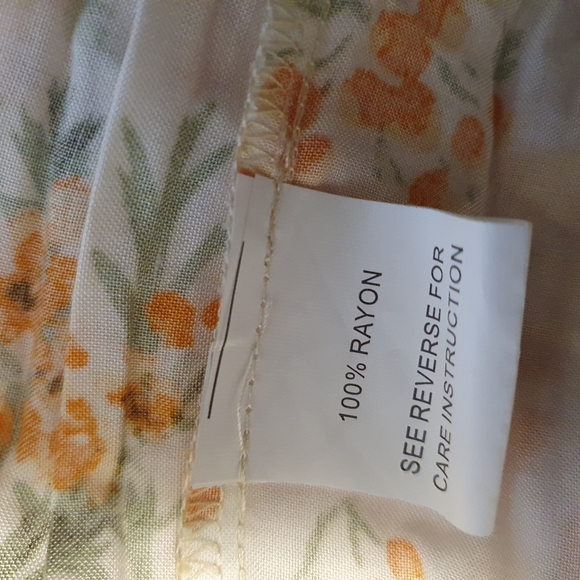 100% RAYON
SEE REVERSE FOR
CARE INSTRUCTION